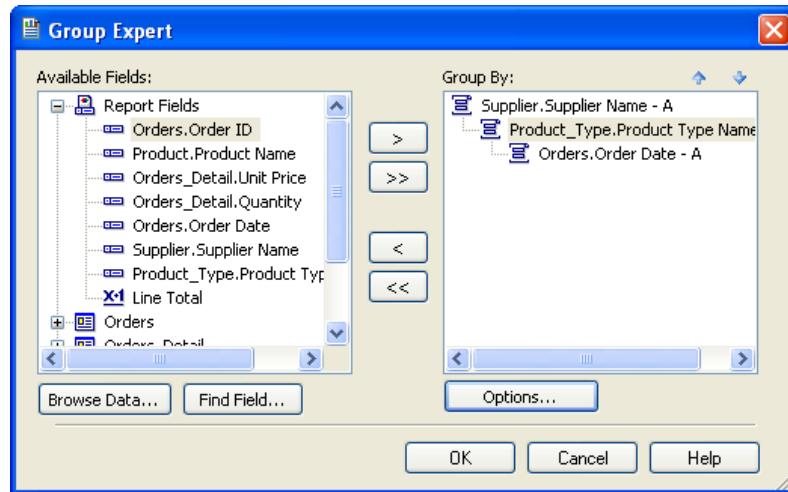 Group Expert
Available Fields:
Group By:
Report Fields
Orders.Order ID
Product.Product Name
Orders_Detail.Unit Price
Orders_Detail.Quantity
Orders.Order Date
Supplier.Supplier Name
Product_Type.Product Typ
X+1 Line Total
Orders
Orders_Detail
>
>>
<
<<
Supplier.Supplier Name - A
Product_Type.Product Type Name
Orders.Order Date - A
Browse Data...
Find Field...
Options...
OK
Cancel
Help